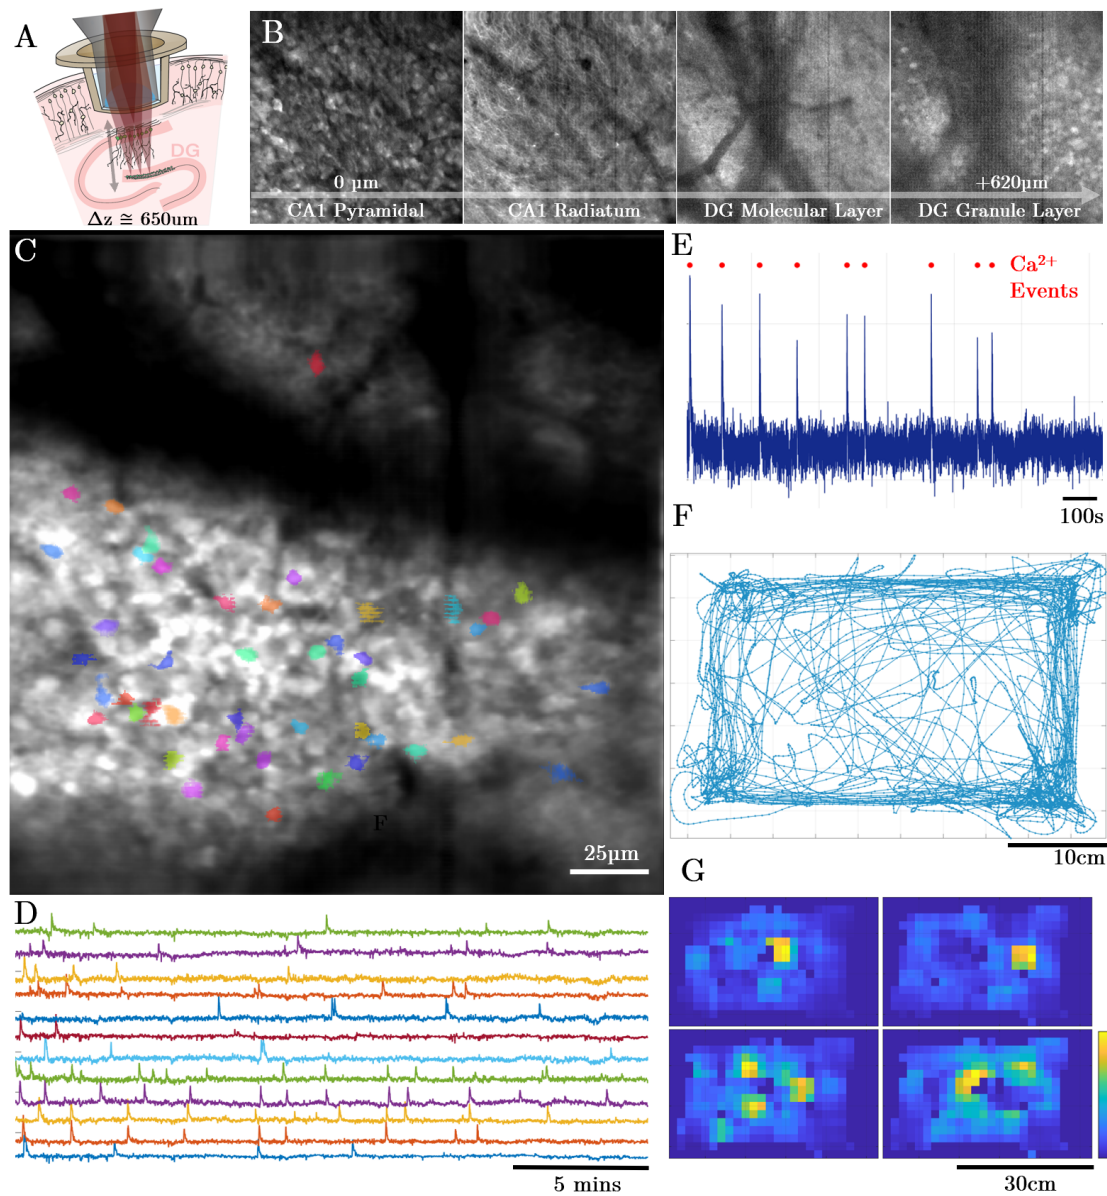 A
DG
Δz ≅ 650um
B
0 µm
+620µm
CA1 Pyramidal
CA1 Radiatum
DG Molecular Layer
DG Granule Layer
C
F
25µm
D
5 mins
E
Ca²⁺
Events
100s
F
10cm
G
30cm